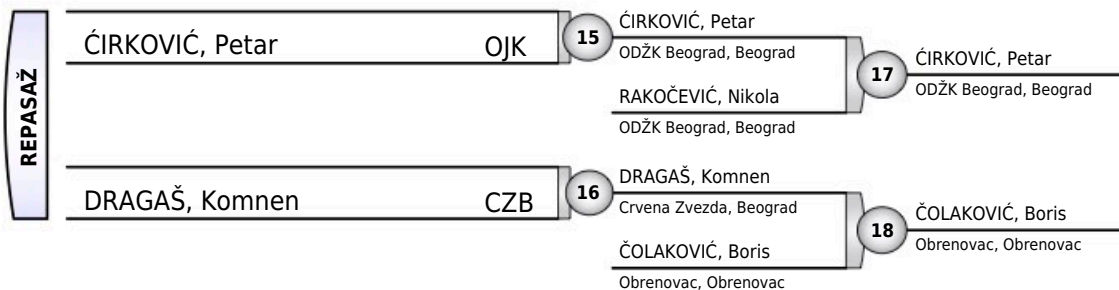 REPASAŽ
ĆIRKOVIĆ, Petar OJK
15
ĆIRKOVIĆ, Petar
ODŽK Beograd, Beograd
RAKOČEVIĆ, Nikola
ODŽK Beograd, Beograd
17
ĆIRKOVIĆ, Petar
ODŽK Beograd, Beograd
DRAGAŠ, Komnen CZB
16
DRAGAŠ, Komnen
Crvena Zvezda, Beograd
ČOLAKOVIĆ, Boris
Obrenovac, Obrenovac
18
ČOLAKOVIĆ, Boris
Obrenovac, Obrenovac